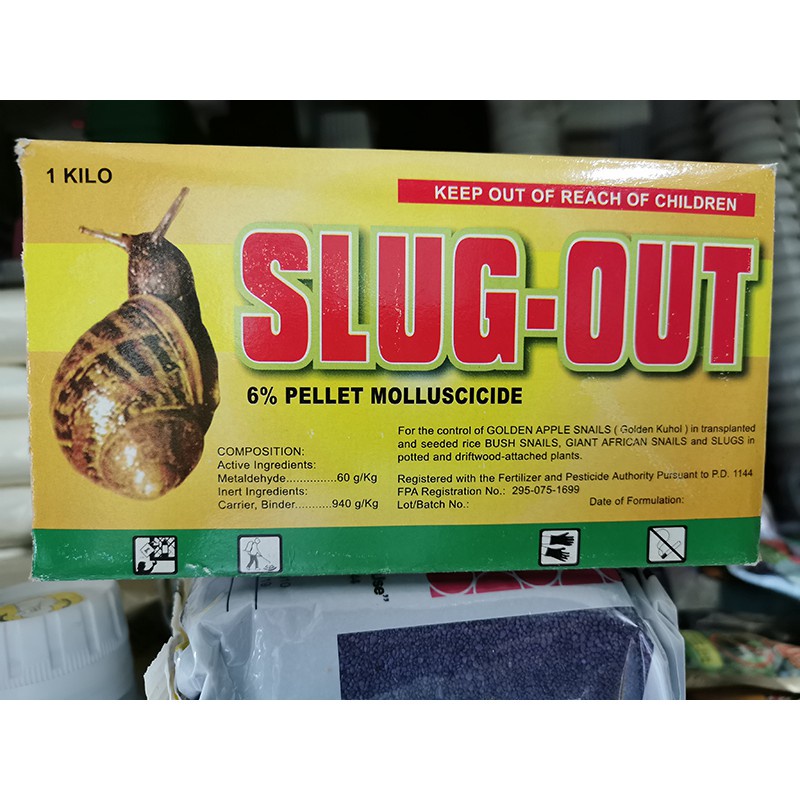 1 KILO
KEEP OUT OF REACH OF CHILDREN
SLUG-OUT
6% PELLET MOLLUSCICIDE
For the control of GOLDEN APPLE SNAILS ( Golden Kuhol ) in transplanted
and seeded rice BUSH SNAILS, GIANT AFRICAN SNAILS and SLUGS in
potted and driftwood-attached plants.
COMPOSITION:
Active Ingredients:
Metaldehyde...............60 g/Kg
Inert Ingredients:
Carrier, Binder...........940 g/Kg
Registered with the Fertilizer and Pesticide Authority Pursuant to P.D. 1144
FPA Registration No.: 295-075-1699
Lot/Batch No.:
Date of Formulation: